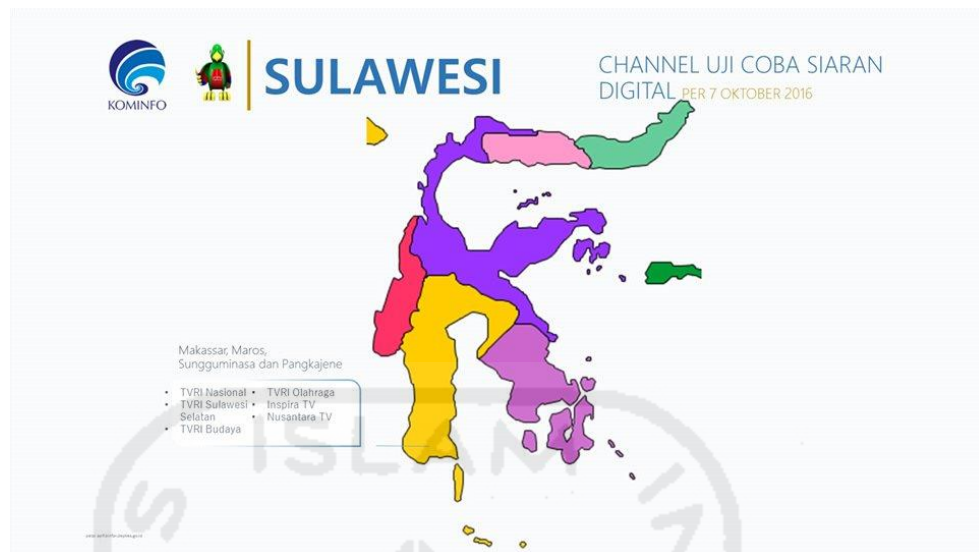 KOMINFO
SULAWESI
CHANNEL UJI COBA SIARAN
DIGITAL PER 7 OKTOBER 2016
Makassar, Maros,
Sungguminasa dan Pangkajene
• TVRI Nasional
• TVRI Sulawesi
Selatan
• TVRI Budaya
• TVRI Olahraga
• Inspira TV
• Nusantara TV
ISLAM